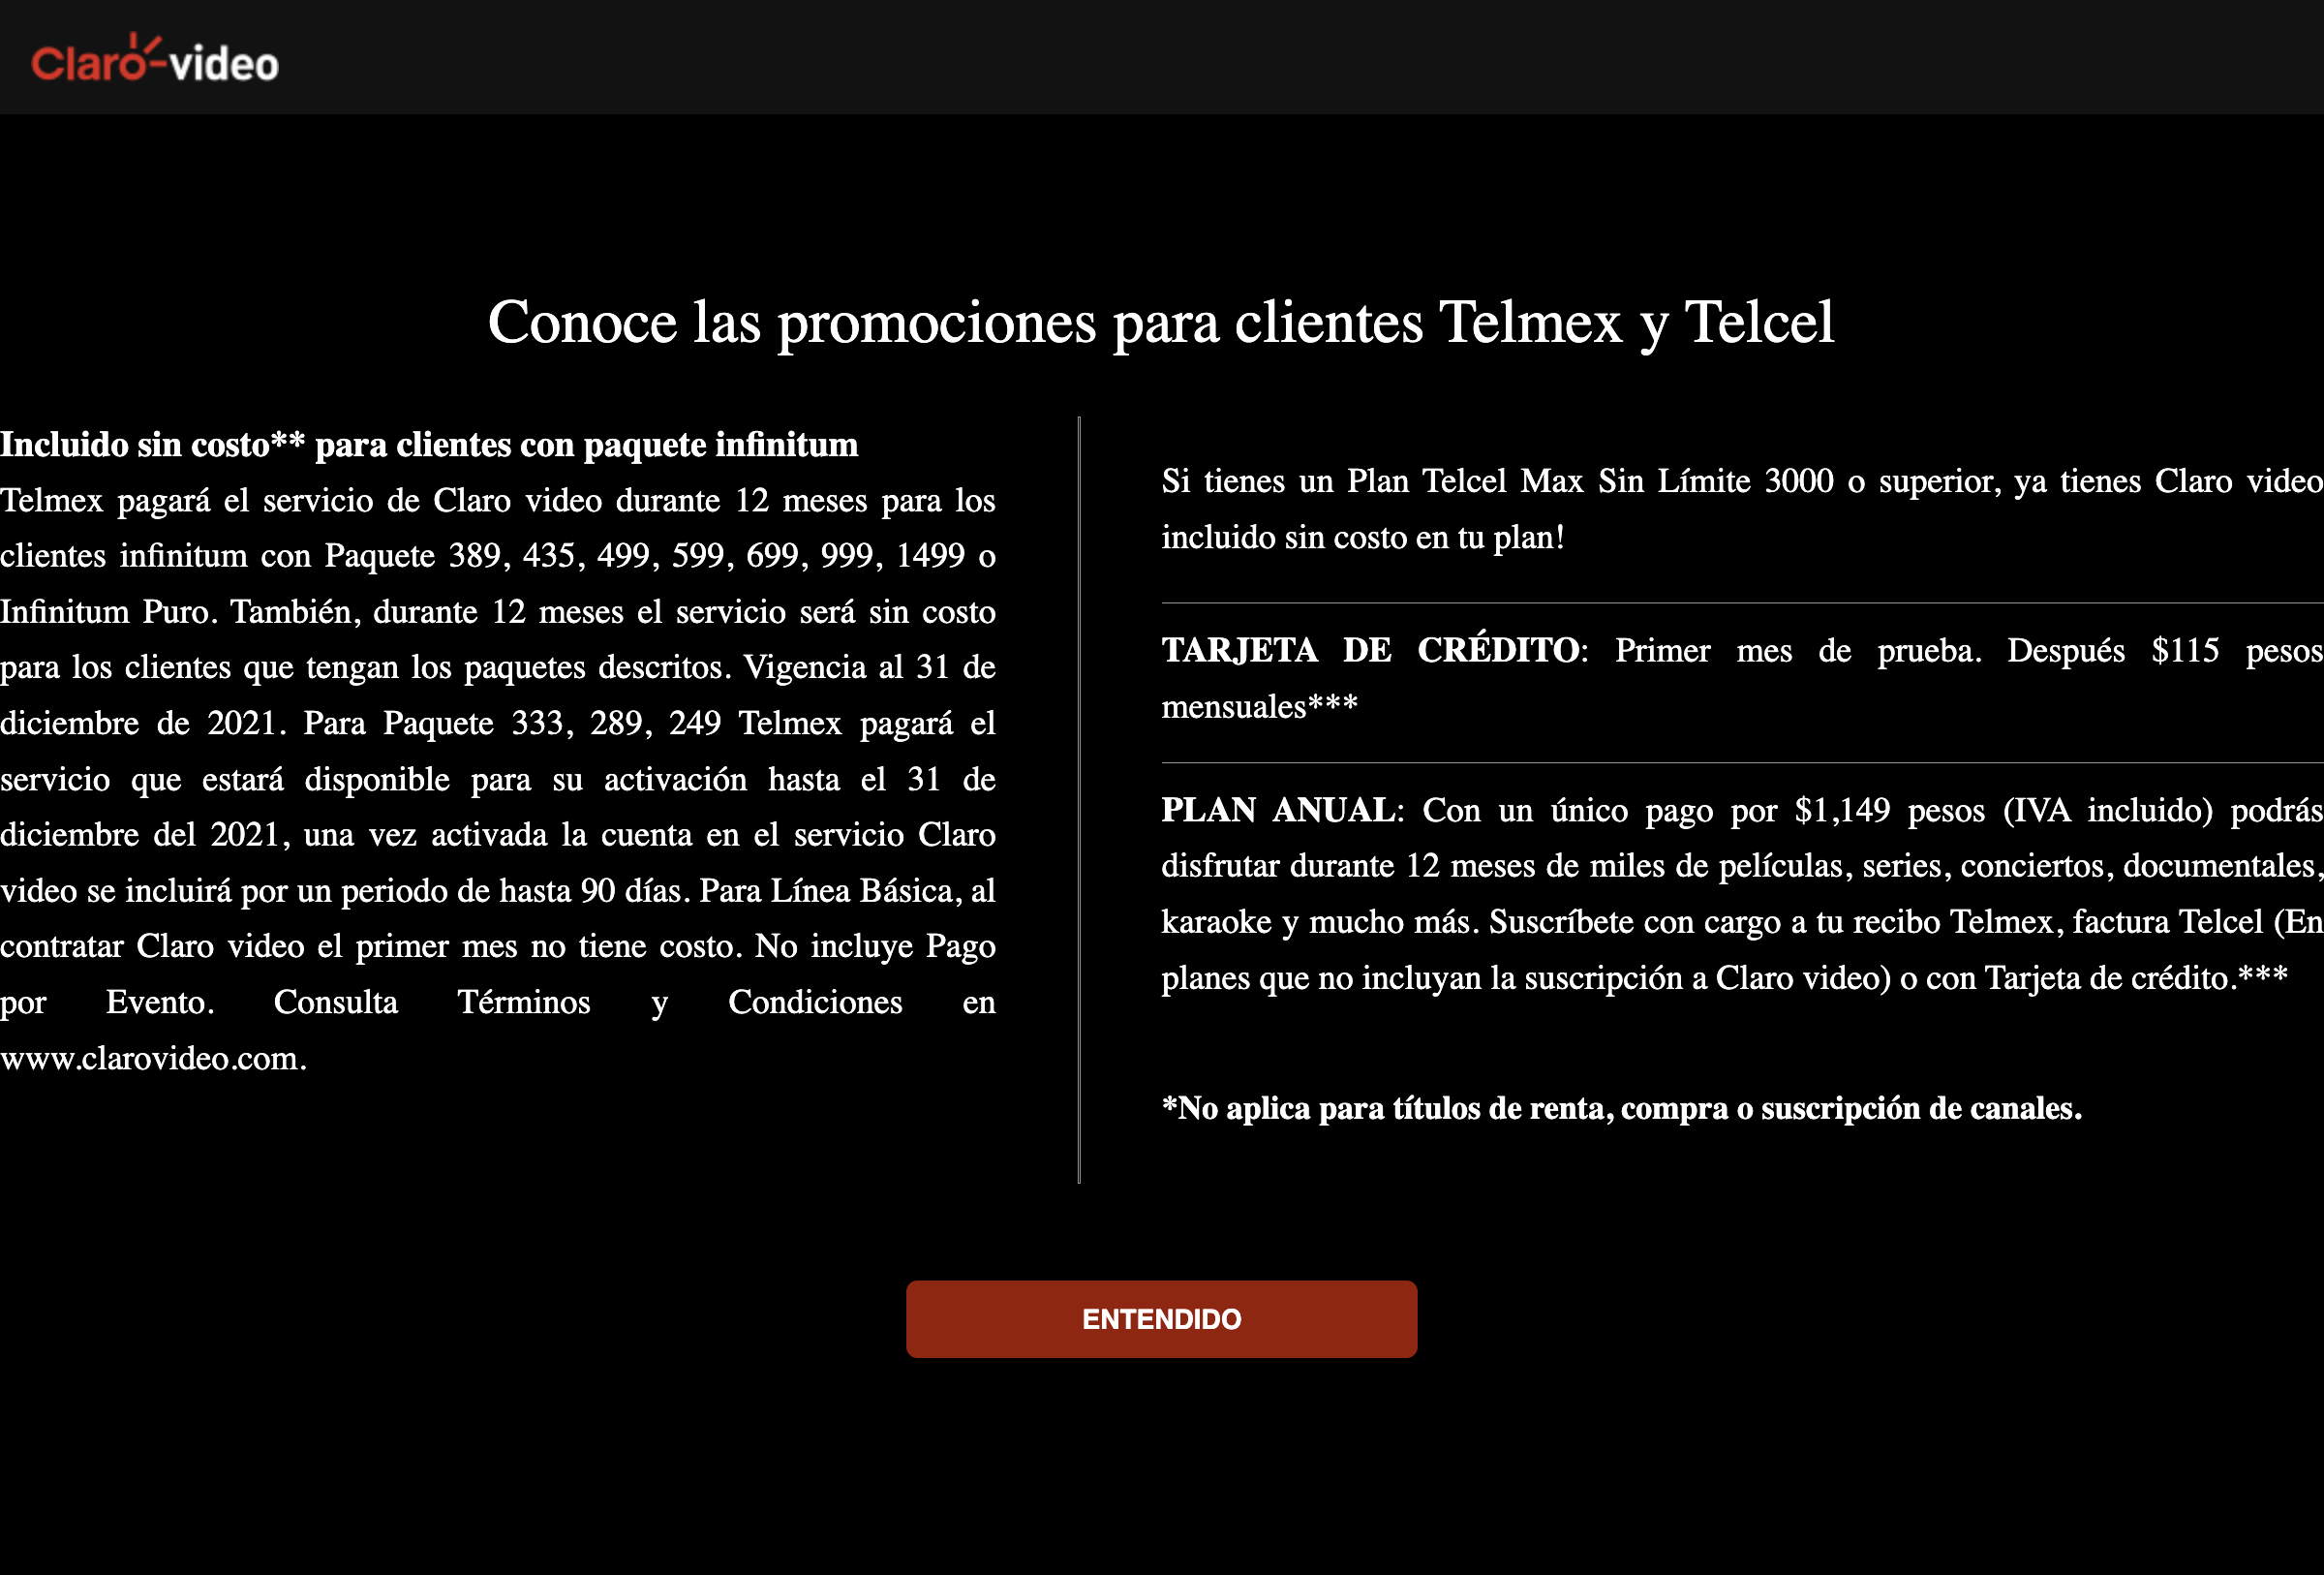 Claro-video
Conoce las promociones para clientes Telmex y Telcel
Incluido sin costo** para clientes con paquete infinitum
Telmex pagará el servicio de Claro video durante 12 meses para los
clientes infinitum con Paquete 389, 435, 499, 599, 699, 999, 1499 o
Infinitum Puro. También, durante 12 meses el servicio será sin costo
para los clientes que tengan los paquetes descritos. Vigencia al 31 de
diciembre de 2021. Para Paquete 333, 289, 249 Telmex pagará el
servicio que estará disponible para su activación hasta el 31 de
diciembre del 2021, una vez activada la cuenta en el servicio Claro
video se incluirá por un periodo de hasta 90 días. Para Línea Básica, al
contratar Claro video el primer mes no tiene costo. No incluye Pago
por Evento. Consulta Términos y Condiciones en
www.clarovideo.com.
Si tienes un Plan Telcel Max Sin Límite 3000 o superior, ya tienes Claro video
incluido sin costo en tu plan!
TARJETA DE CRÉDITO: Primer mes de prueba. Después $115 pesos
mensuales***
PLAN ANUAL: Con un único pago por $1,149 pesos (IVA incluido) podrás
disfrutar durante 12 meses de miles de películas, series, conciertos, documentales,
karaoke y mucho más. Suscríbete con cargo a tu recibo Telmex, factura Telcel (En
planes que no incluyan la suscripción a Claro video) o con Tarjeta de crédito.***
*No aplica para títulos de renta, compra o suscripción de canales.
ENTENDIDO